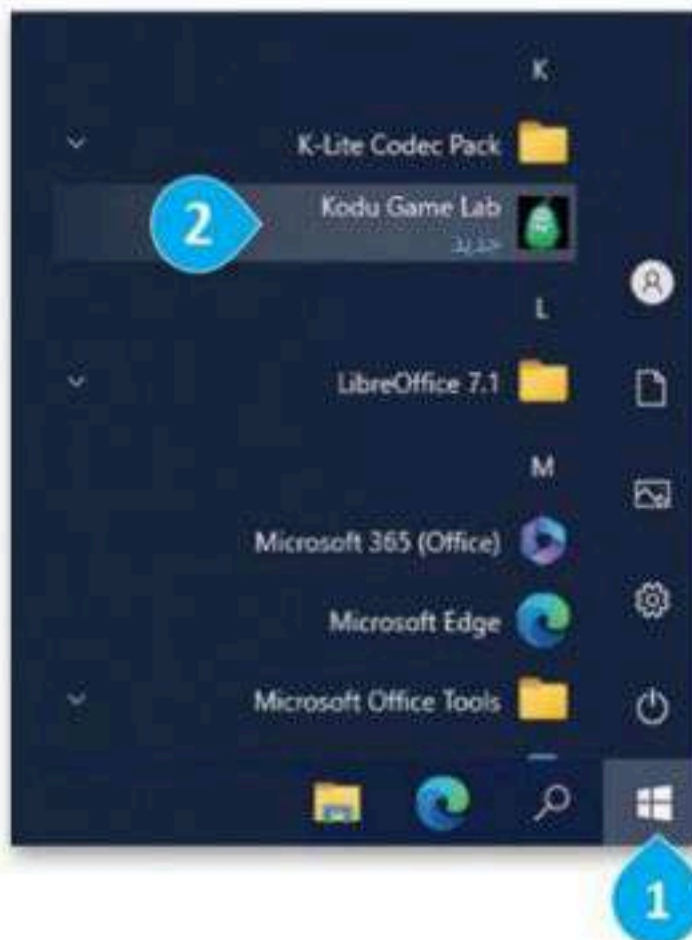 K
K-Lite Codec Pack
Kodu Game Lab
جديد
2
L
LibreOffice 7.1
M
Microsoft 365 (Office)
Microsoft Edge
Microsoft Office Tools
1